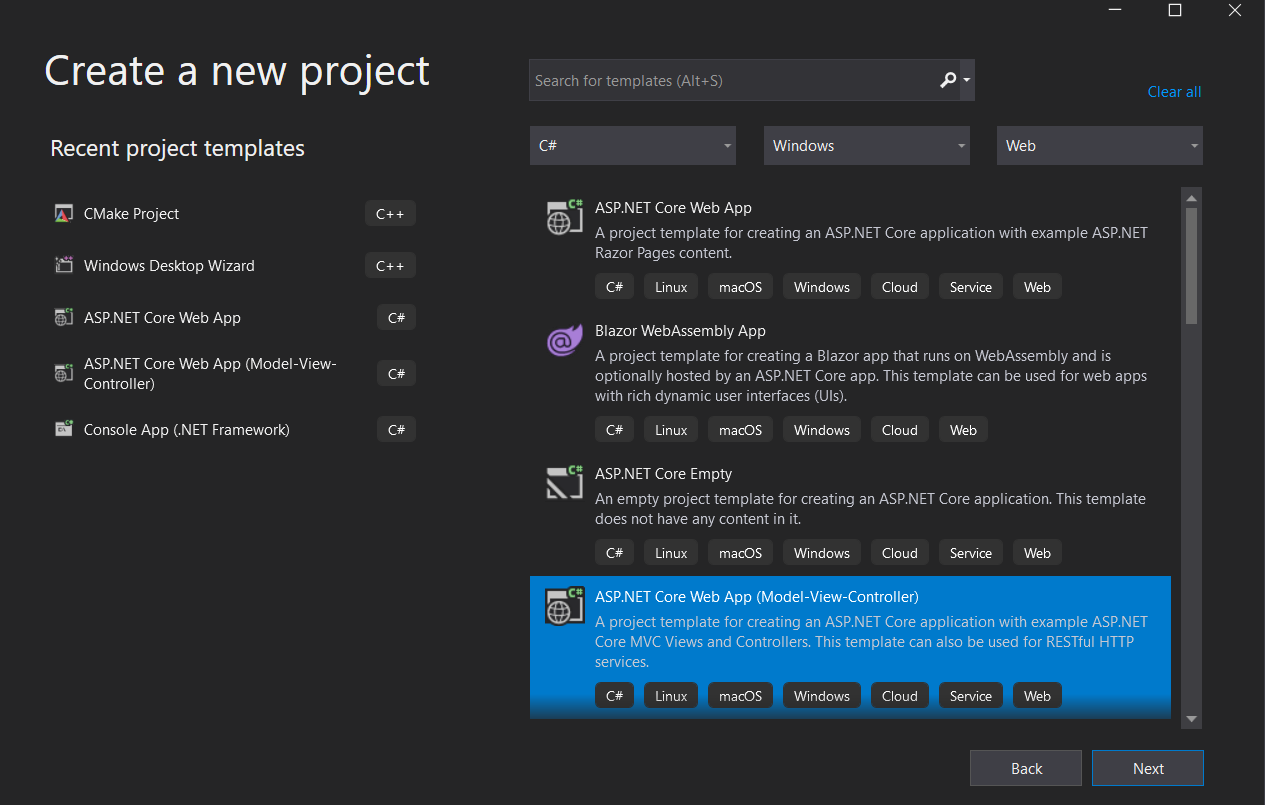 Create a new project
Search for templates (Alt+S)
Clear all
Recent project templates
C#
Windows
Web
CMake Project
C++
Windows Desktop Wizard
C++
ASP.NET Core Web App
C#
ASP.NET Core Web App (Model-View-
Controller)
C#
Console App (.NET Framework)
C#
ASP.NET Core Web App
A project template for creating an ASP.NET Core application with example ASP.NET
Razor Pages content.
C# Linux macOS Windows Cloud Service Web
Blazor WebAssembly App
A project template for creating a Blazor app that runs on WebAssembly and is
optionally hosted by an ASP.NET Core app. This template can be used for web apps
with rich dynamic user interfaces (UIs).
C# Linux macOS Windows Cloud Web
ASP.NET Core Empty
An empty project template for creating an ASP.NET Core application. This template
does not have any content in it.
C# Linux macOS Windows Cloud Service Web
ASP.NET Core Web App (Model-View-Controller)
A project template for creating an ASP.NET Core application with example ASP.NET
Core MVC Views and Controllers. This template can also be used for RESTful HTTP
services.
C# Linux macOS Windows Cloud Service Web
Back
Next